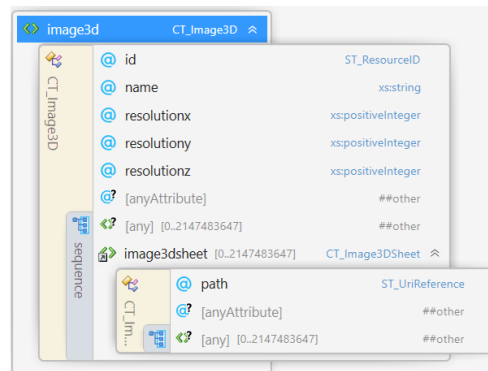 image3d CT_Image3D
CT_Image3D
id ST_ResourceID
name xs:string
resolutionx xs:positiveInteger
resolutiony xs:positiveInteger
resolutionz xs:positiveInteger
[anyAttribute] ##other
sequence
[any] [0..2147483647] ##other
image3dsheet [0..2147483647] CT_Image3DSheet
CT_Im...
path ST_UriReference
[anyAttribute] ##other
[any] [0..2147483647] ##other